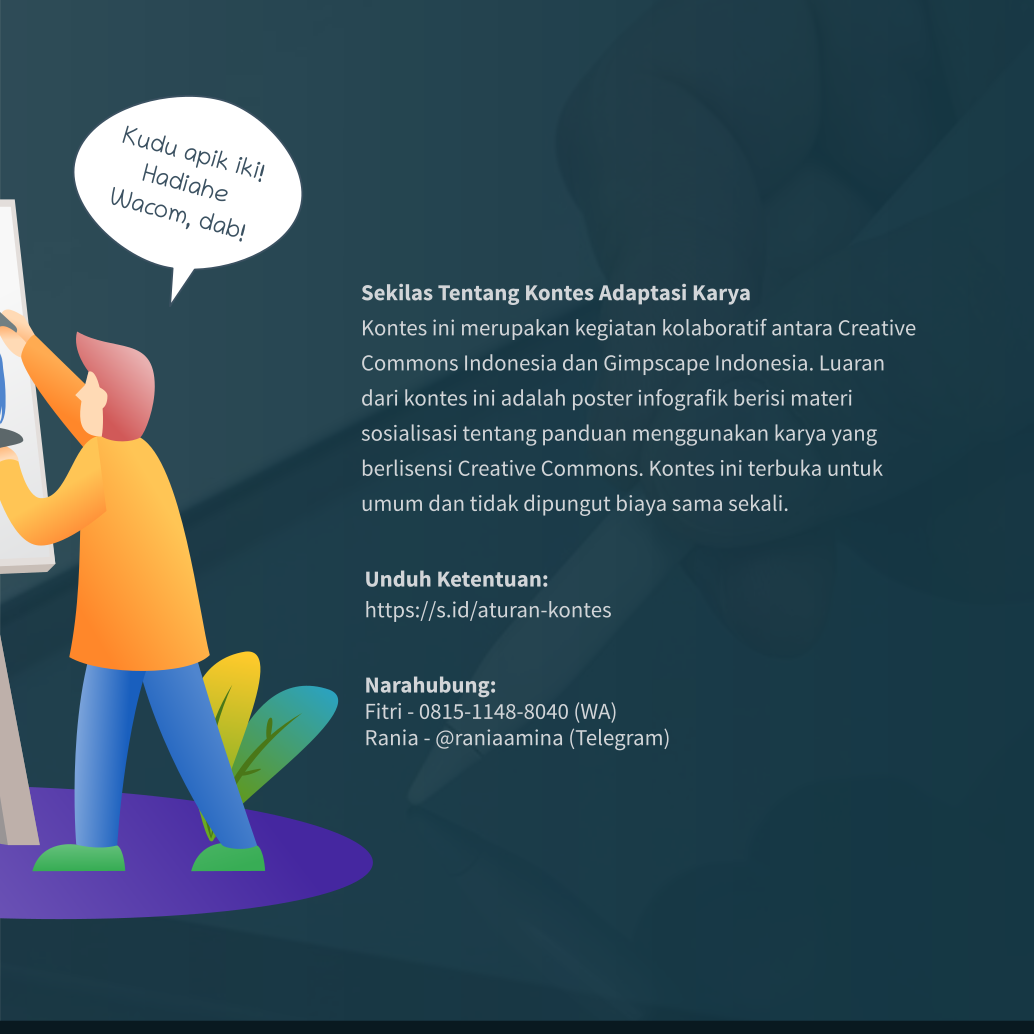 Kudu apik iki!
Hadiahe
Wacom, dab!
Sekilas Tentang Kontes Adaptasi Karya
Kontes ini merupakan kegiatan kolaboratif antara Creative
Commons Indonesia dan Gimpscape Indonesia. Luaran
dari kontes ini adalah poster infografik berisi materi
sosialisasi tentang panduan menggunakan karya yang
berlisensi Creative Commons. Kontes ini terbuka untuk
umum dan tidak dipungut biaya sama sekali.
Unduh Ketentuan:
https://s.id/aturan-kontes
Narahubung:
Fitri - 0815-1148-8040 (WA)
Rania - @raniaamina (Telegram)